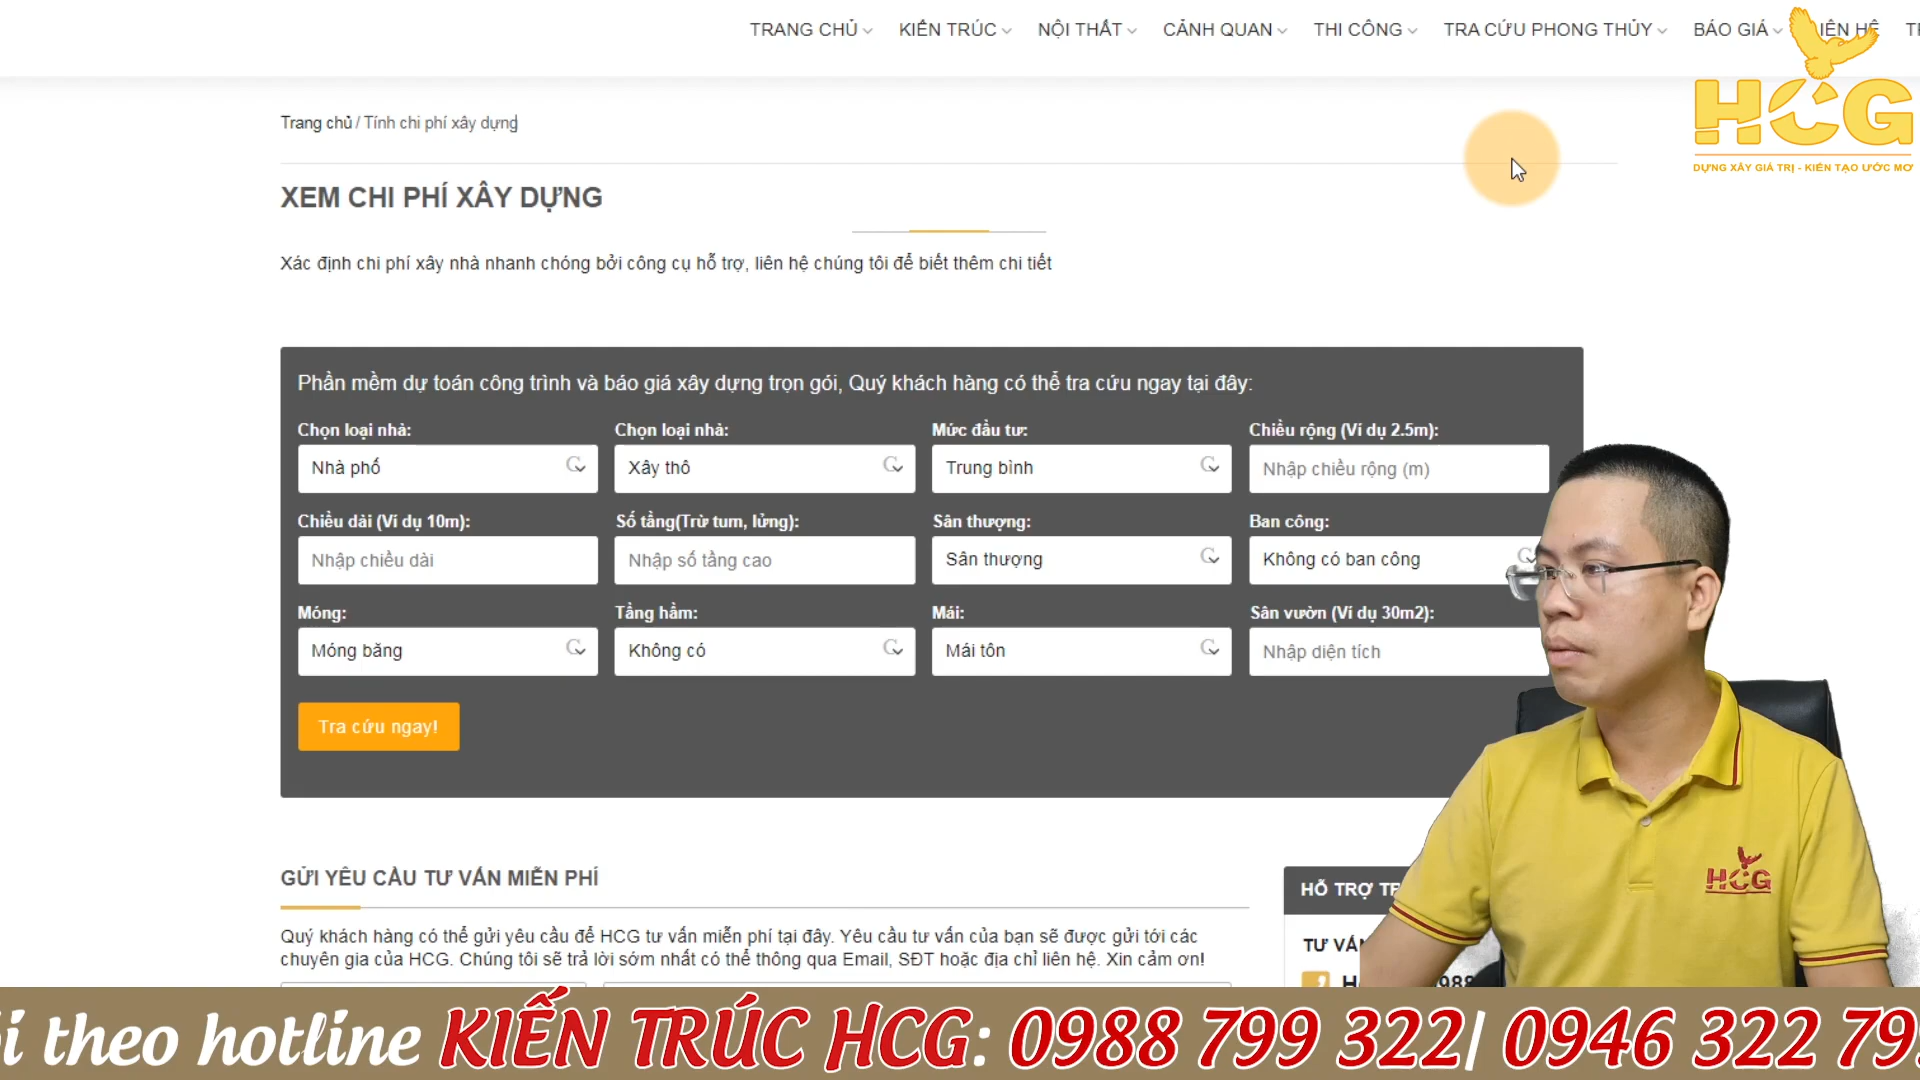 TRANG CHỦ KIẾN TRÚC NỘI THẤT CẢNH QUAN THI CÔNG TRA CỨU PHONG THỦY BÁO GIÁ LIÊN HỆ
HCG
DỰNG XÂY GIÁ TRỊ - KIẾN TẠO ƯỚC MƠ
Trang chủ / Tính chi phí xây dựng
XEM CHI PHÍ XÂY DỰNG
Xác định chi phí xây nhà nhanh chóng bởi công cụ hỗ trợ, liên hệ chúng tôi để biết thêm chi tiết
Phần mềm dự toán công trình và báo giá xây dựng trọn gói, Quý khách hàng có thể tra cứu ngay tại đây:
Chọn loại nhà: Chọn loại nhà: Mức đầu tư: Chiều rộng (Ví dụ 2.5m):
Nhà phố Xây thô Trung bình Nhập chiều rộng (m)
Chiều dài (Ví dụ 10m): Số tầng(Trừ tum, lửng): Sân thượng: Ban công:
Nhập chiều dài Nhập số tầng cao Sân thượng Không có ban công
Móng: Tầng hầm: Mái: Sân vườn (Ví dụ 30m2):
Móng băng Không có Mái tôn Nhập diện tích
Tra cứu ngay!
GỬI YÊU CẦU TƯ VẤN MIỄN PHÍ
HỖ TRỢ
Quý khách hàng có thể gửi yêu cầu để HCG tư vấn miễn phí tại đây. Yêu cầu tư vấn của bạn sẽ được gửi tới các
chuyên gia của HCG. Chúng tôi sẽ trả lời sớm nhất có thể thông qua Email, SĐT hoặc địa chỉ liên hệ. Xin cảm ơn!
TƯ VẤN
HCG
theo hotline KIẾN TRÚC HCG: 0988 799 322/ 0946 322 79